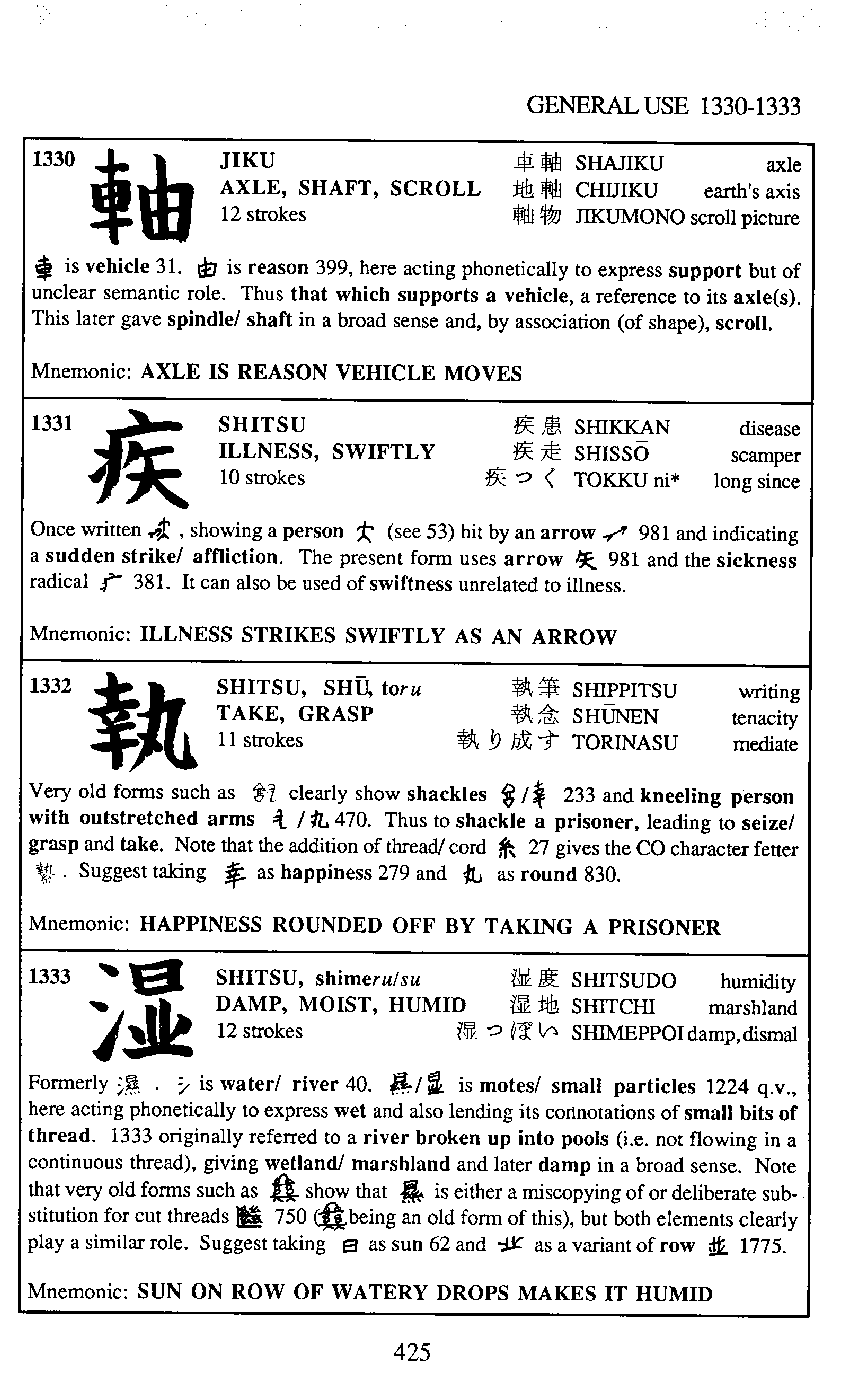 GENERAL USE 1330-1333
1330 軸 JIKU 車軸 SHAJIKU axle
AXLE, SHAFT, SCROLL 地軸 CHIJIKU earth's axis
12 strokes 軸物 JIKUMONO scroll picture
車 is vehicle 31. 由 is reason 399, here acting phonetically to express support but of
unclear semantic role. Thus that which supports a vehicle, a reference to its axle(s).
This later gave spindle/ shaft in a broad sense and, by association (of shape), scroll.
Mnemonic: AXLE IS REASON VEHICLE MOVES
1331 疾 SHITSU 疾患 SHIKKAN disease
ILLNESS, SWIFTLY 疾走 SHISSŌ scamper
10 strokes 疾つく TOKKU ni* long since
Once written , showing a person 大 (see 53) hit by an arrow 981 and indicating
a sudden strike/ affliction. The present form uses arrow 矢 981 and the sickness
radical 疒 381. It can also be used of swiftness unrelated to illness.
Mnemonic: ILLNESS STRIKES SWIFTLY AS AN ARROW
1332 執 SHITSU, SHŪ, toru 執筆 SHIPPITSU writing
TAKE, GRASP 執念 SHŪNEN tenacity
11 strokes 執り成す TORINASU mediate
Very old forms such as clearly show shackles / 233 and kneeling person
with outstretched arms / 丸 470. Thus to shackle a prisoner, leading to seize/
grasp and take. Note that the addition of thread/ cord 糸 27 gives the CO character fetter
. Suggest taking 幸 as happiness 279 and 丸 as round 830.
Mnemonic: HAPPINESS ROUNDED OFF BY TAKING A PRISONER
1333 湿 SHITSU, shimeru/su 湿度 SHITSUDO humidity
DAMP, MOIST, HUMID 湿地 SHITCHI marshland
12 strokes 湿っぽい SHIMEPPOI damp, dismal
Formerly 濕 . 氵 is water/ river 40. 㬎/显 is motes/ small particles 1224 q.v.,
here acting phonetically to express wet and also lending its connotations of small bits of
thread. 1333 originally referred to a river broken up into pools (i.e. not flowing in a
continuous thread), giving wetland/ marshland and later damp in a broad sense. Note
that very old forms such as show that 㬎 is either a miscopying of or deliberate sub-
stitution for cut threads 750 ( being an old form of this), but both elements clearly
play a similar role. Suggest taking 日 as sun 62 and as a variant of row 並 1775.
Mnemonic: SUN ON ROW OF WATERY DROPS MAKES IT HUMID
425